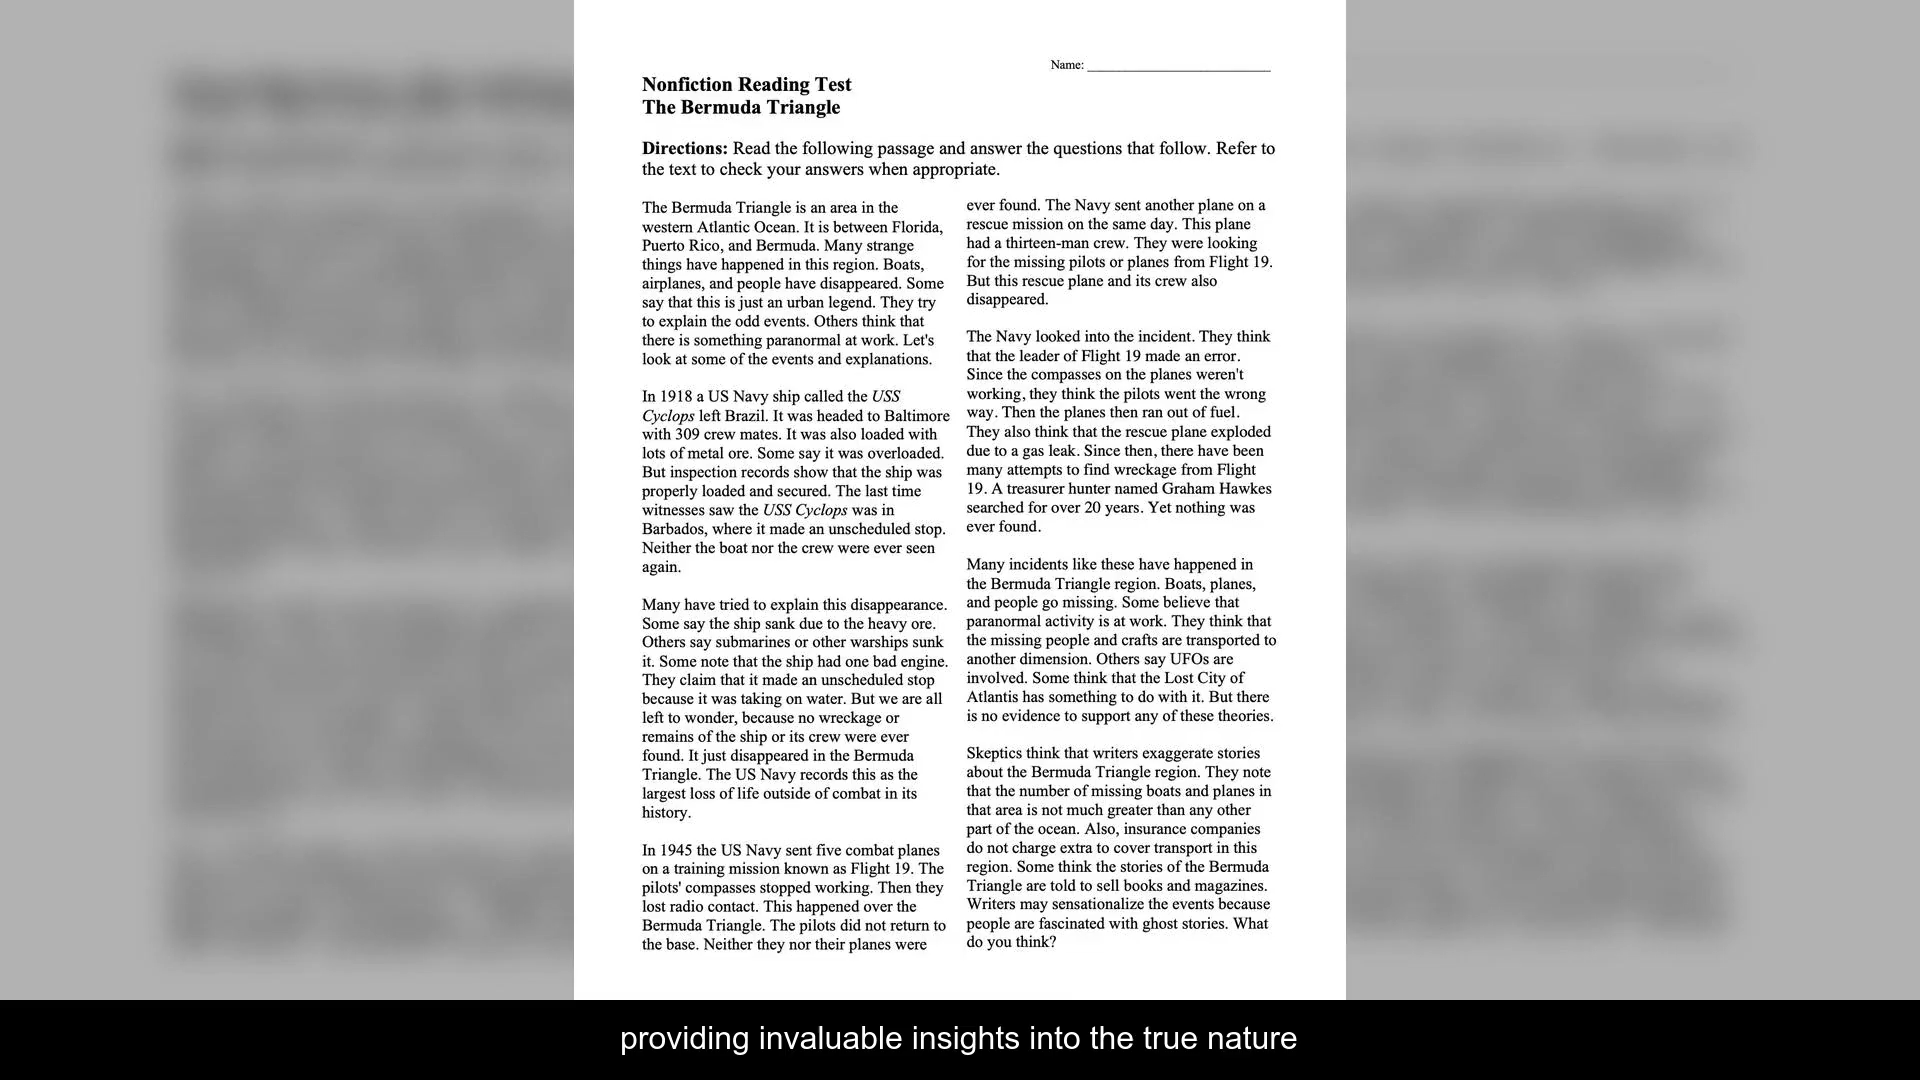 Name:
Nonfiction Reading Test
The Bermuda Triangle
Directions: Read the following passage and answer the questions that follow. Refer to
the text to check your answers when appropriate.
The Bermuda Triangle is an area in the
western Atlantic Ocean. It is between Florida,
Puerto Rico, and Bermuda. Many strange
things have happened in this region. Boats,
airplanes, and people have disappeared. Some
say that this is just an urban legend. They try
to explain the odd events. Others think that
there is something paranormal at work. Let's
look at some of the events and explanations.
In 1918 a US Navy ship called the USS
Cyclops left Brazil. It was headed to Baltimore
with 309 crew mates. It was also loaded with
lots of metal ore. Some say it was overloaded.
But inspection records show that the ship was
properly loaded and secured. The last time
witnesses saw the USS Cyclops was in
Barbados, where it made an unscheduled stop.
Neither the boat nor the crew were ever seen
again.
Many have tried to explain this disappearance.
Some say the ship sank due to the heavy ore.
Others say submarines or other warships sunk
it. Some note that the ship had one bad engine.
They claim that it made an unscheduled stop
because it was taking on water. But we are all
left to wonder, because no wreckage or
remains of the ship or its crew were ever
found. It just disappeared in the Bermuda
Triangle. The US Navy records this as the
largest loss of life outside of combat in its
history.
In 1945 the US Navy sent five combat planes
on a training mission known as Flight 19. The
pilots' compasses stopped working. Then they
lost radio contact. This happened over the
Bermuda Triangle. The pilots did not return to
the base. Neither they nor their planes were
ever found. The Navy sent another plane on a
rescue mission on the same day. This plane
had a thirteen-man crew. They were looking
for the missing pilots or planes from Flight 19.
But this rescue plane and its crew also
disappeared.
The Navy looked into the incident. They think
that the leader of Flight 19 made an error.
Since the compasses on the planes weren't
working, they think the pilots went the wrong
way. Then the planes then ran out of fuel.
They also think that the rescue plane exploded
due to a gas leak. Since then, there have been
many attempts to find wreckage from Flight
19. A treasurer hunter named Graham Hawkes
searched for over 20 years. Yet nothing was
ever found.
Many incidents like these have happened in
the Bermuda Triangle region. Boats, planes,
and people go missing. Some believe that
paranormal activity is at work. They think that
the missing people and crafts are transported to
another dimension. Others say UFOs are
involved. Some think that the Lost City of
Atlantis has something to do with it. But there
is no evidence to support any of these theories.
Skeptics think that writers exaggerate stories
about the Bermuda Triangle region. They note
that the number of missing boats and planes in
that area is not much greater than any other
part of the ocean. Also, insurance companies
do not charge extra to cover transport in this
region. Some think the stories of the Bermuda
Triangle are told to sell books and magazines.
Writers may sensationalize the events because
people are fascinated with ghost stories. What
do you think?
providing invaluable insights into the true nature